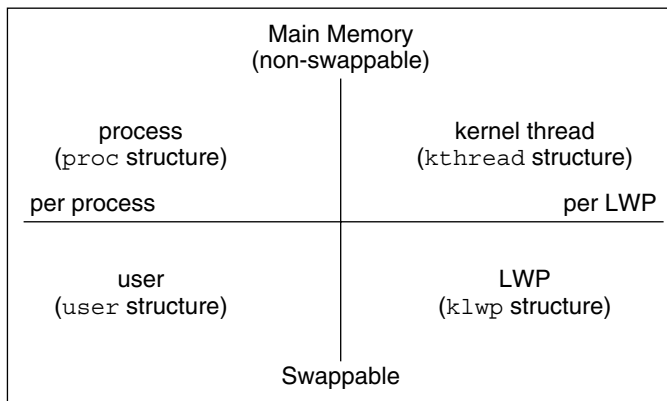 Main Memory
(non-swappable)
process
(proc structure)
kernel thread
(kthread structure)
per process
per LWP
user
(user structure)
LWP
(klwp structure)
Swappable